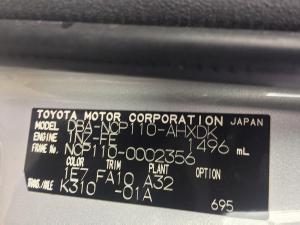 TOYOTA MOTOR CORPORATION JAPAN
MODEL DBA-NCP110-AHXDK
ENGINE 1NZ-FE 1496 mL
FRAME No. NCP110-0002356
COLOR TRIM PLANT OPTION
1E7 FA10 A32
TRANS./AXLE K310 -01A
695